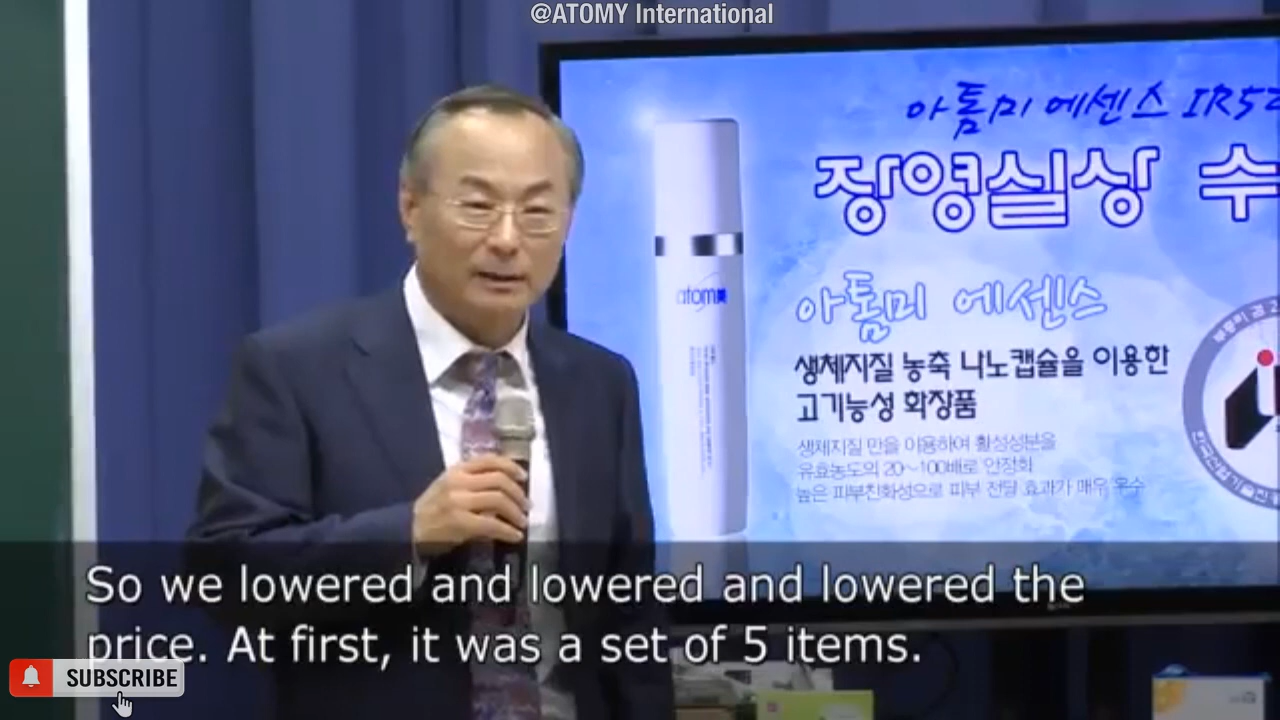 @ATOMY International
아톰미 에센스 IR52
장영실상 수
atom美
아톰미 에센스
생체지질 농축 나노캡슐을 이용한
고기능성 화장품
생체지질 만을 이용하여 활성성분을
유효농도의 20~100배로 안정화
높은 피부친화성으로 피부 전달 효과가 매우 우수
So we lowered and lowered and lowered the
price. At first, it was a set of 5 items.
SUBSCRIBE